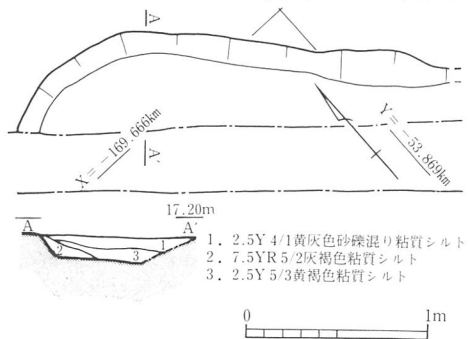 A
X=-169.666km
A'
Y=-53.869km
17.20m
A
A'
1
2
3
1. 2.5Y 4/1黄灰色砂礫混り粘質シルト
2. 7.5YR 5/2灰褐色粘質シルト
3. 2.5Y 5/3黄褐色粘質シルト
0
1m